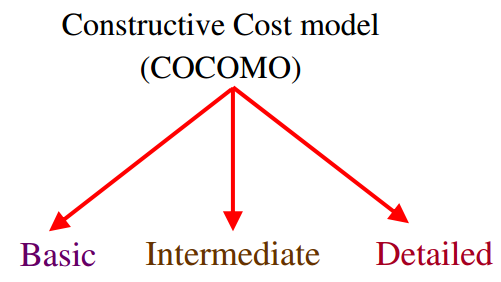 Constructive Cost model
(COCOMO)
Basic Intermediate Detailed